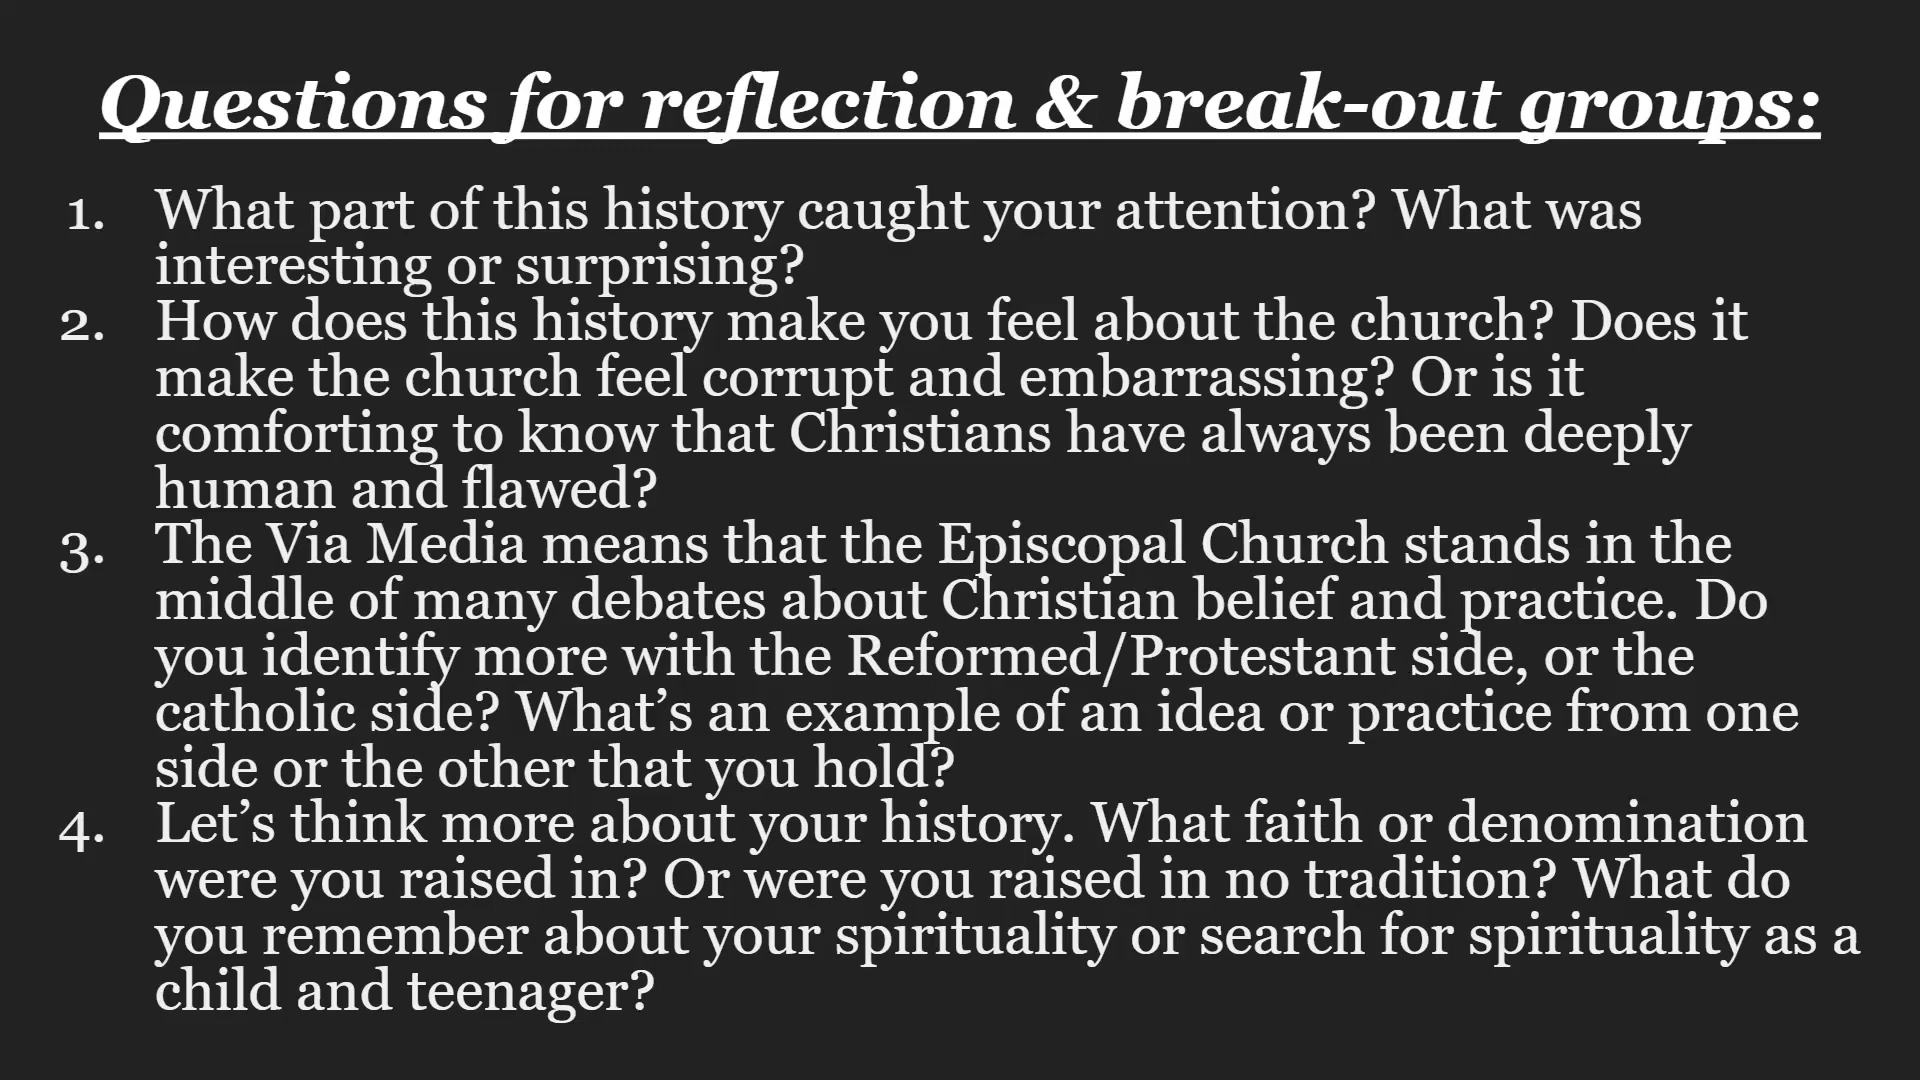 Questions for reflection & break-out groups:
1. What part of this history caught your attention? What was
interesting or surprising?
2. How does this history make you feel about the church? Does it
make the church feel corrupt and embarrassing? Or is it
comforting to know that Christians have always been deeply
human and flawed?
3. The Via Media means that the Episcopal Church stands in the
middle of many debates about Christian belief and practice. Do
you identify more with the Reformed/Protestant side, or the
catholic side? What’s an example of an idea or practice from one
side or the other that you hold?
4. Let’s think more about your history. What faith or denomination
were you raised in? Or were you raised in no tradition? What do
you remember about your spirituality or search for spirituality as a
child and teenager?